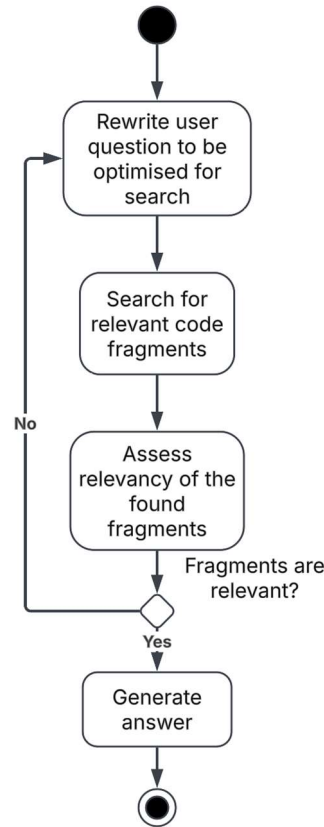 Rewrite user
question to be
optimised for
search
Search for
relevant code
fragments
No
Assess
relevancy of the
found
fragments
Fragments are
relevant?
Yes
Generate
answer